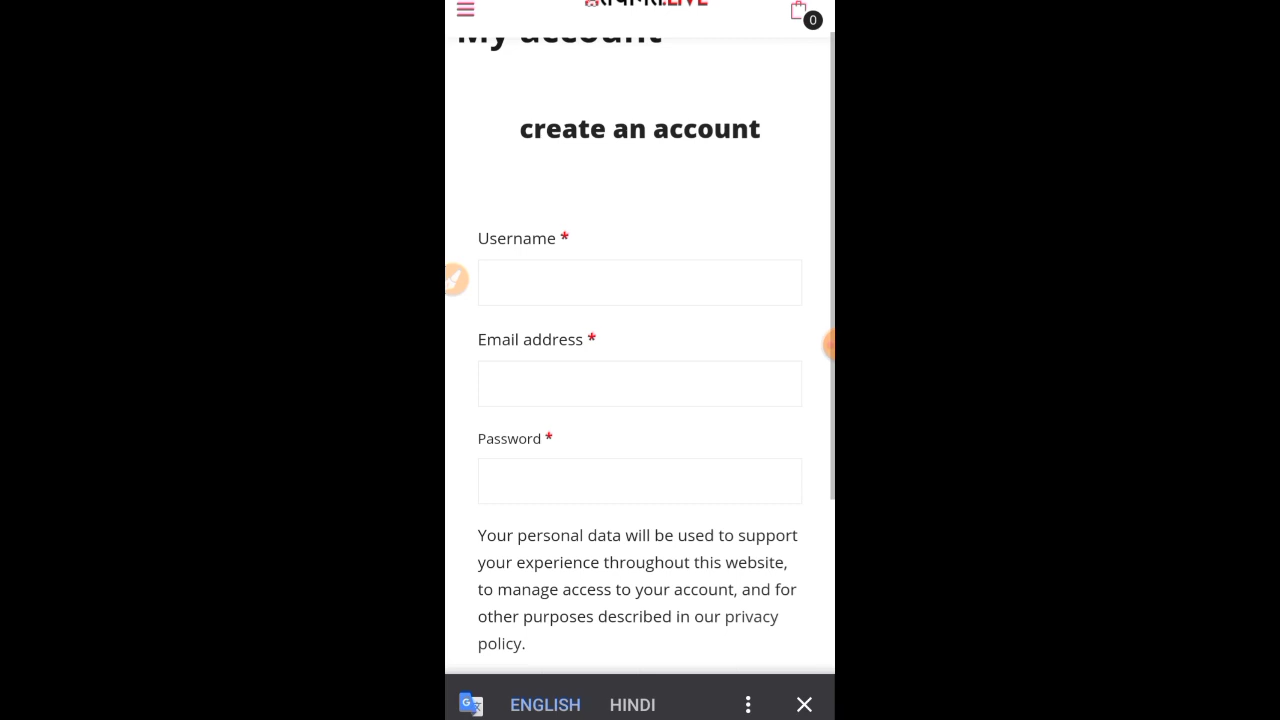 .LIVE
0
My account
create an account
Username *
Email address *
Password *
Your personal data will be used to support
your experience throughout this website,
to manage access to your account, and for
other purposes described in our privacy
policy.
ENGLISH HINDI